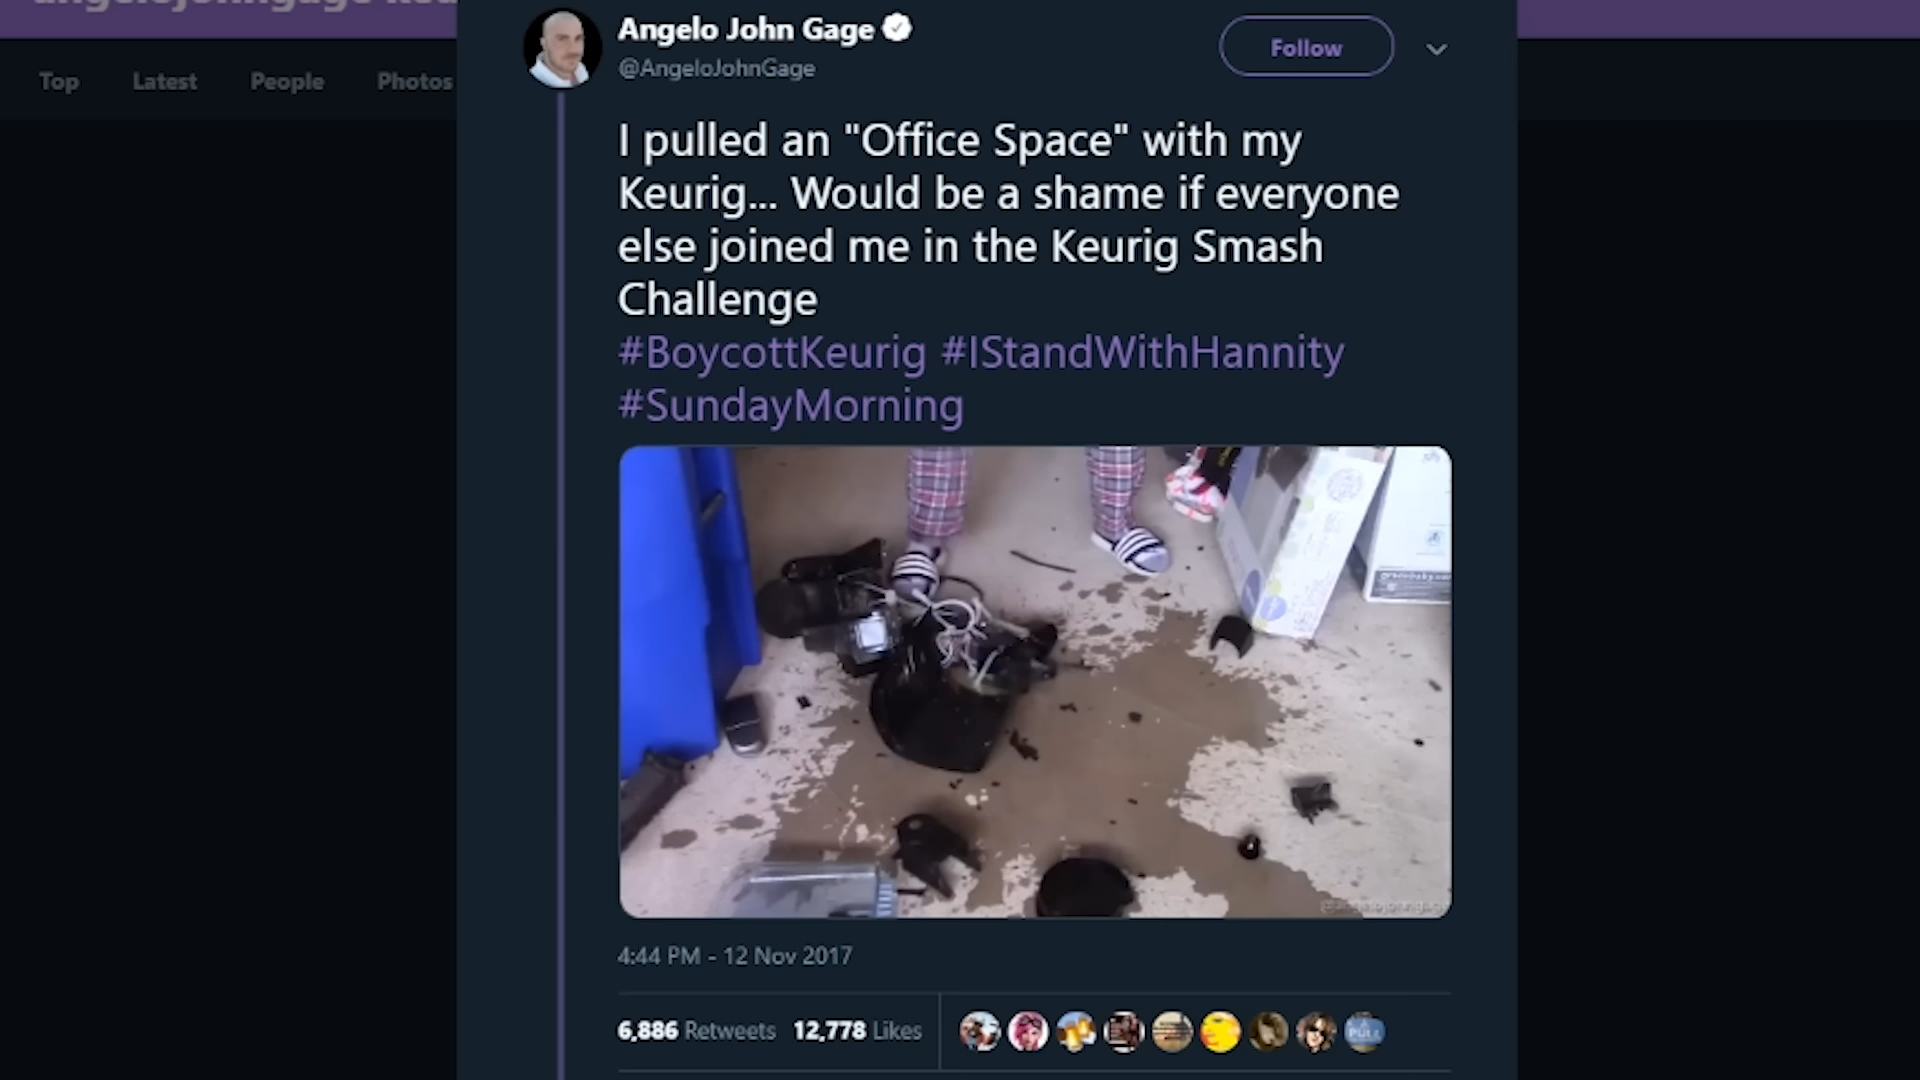 Top Latest People Photos
Angelo John Gage
@AngeloJohnGage
Follow
I pulled an "Office Space" with my
Keurig... Would be a shame if everyone
else joined me in the Keurig Smash
Challenge
#BoycottKeurig #IStandWithHannity
#SundayMorning
4:44 PM - 12 Nov 2017
6,886 Retweets 12,778 Likes
PULL